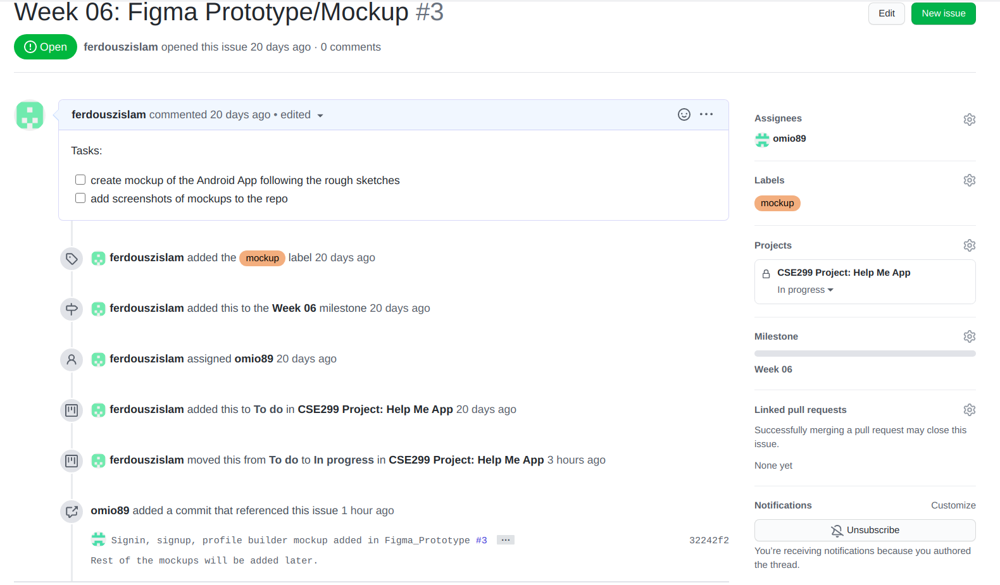 Week 06: Figma Prototype/Mockup #3
Edit
New issue
Open
ferdouszislam opened this issue 20 days ago · 0 comments
ferdouszislam commented 20 days ago • edited
Tasks:
create mockup of the Android App following the rough sketches
add screenshots of mockups to the repo
ferdouszislam added the mockup label 20 days ago
ferdouszislam added this to the Week 06 milestone 20 days ago
ferdouszislam assigned omio89 20 days ago
ferdouszislam added this to To do in CSE299 Project: Help Me App 20 days ago
ferdouszislam moved this from To do to In progress in CSE299 Project: Help Me App 3 hours ago
omio89 added a commit that referenced this issue 1 hour ago
Signin, signup, profile builder mockup added in Figma_Prototype #3 ... 32242f2
Rest of the mockups will be added later.
Assignees
omio89
Labels
mockup
Projects
CSE299 Project: Help Me App
In progress
Milestone
Week 06
Linked pull requests
Successfully merging a pull request may close this
issue.
None yet
Notifications
Customize
Unsubscribe
You’re receiving notifications because you authored
the thread.